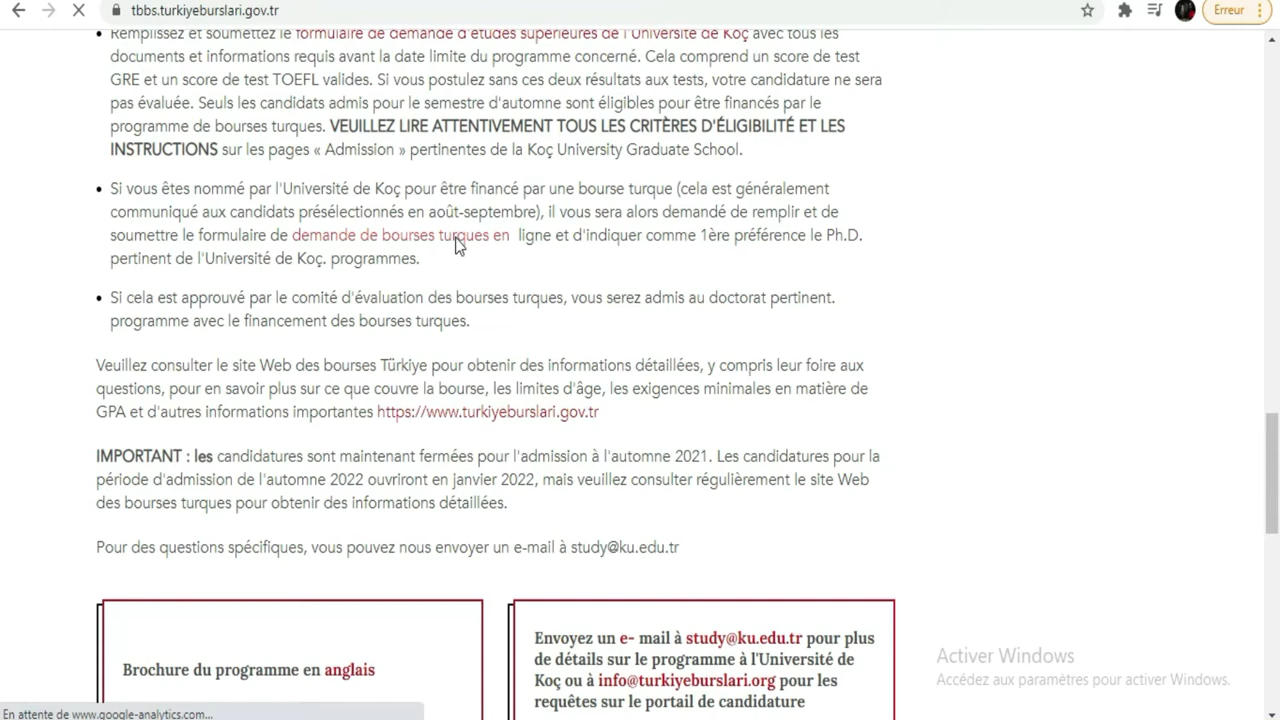 tbbs.turkiyeburslari.gov.tr
Erreur
Remplissez et soumettez le formulaire de demande d'études supérieures de l'Université de Koç avec tous les
documents et informations requis avant la date limite du programme concerné. Cela comprend un score de test
GRE et un score de test TOEFL valides. Si vous postulez sans ces deux résultats aux tests, votre candidature ne sera
pas évaluée. Seuls les candidats admis pour le semestre d'automne sont éligibles pour être financés par le
programme de bourses turques. VEUILLEZ LIRE ATTENTIVEMENT TOUS LES CRITÈRES D'ÉLIGIBILITÉ ET LES
INSTRUCTIONS sur les pages « Admission » pertinentes de la Koç University Graduate School.
Si vous êtes nommé par l'Université de Koç pour être financé par une bourse turque (cela est généralement
communiqué aux candidats présélectionnés en août-septembre), il vous sera alors demandé de remplir et de
soumettre le formulaire de demande de bourses turques en ligne et d'indiquer comme 1ère préférence le Ph.D.
pertinent de l'Université de Koç. programmes.
Si cela est approuvé par le comité d'évaluation des bourses turques, vous serez admis au doctorat pertinent.
programme avec le financement des bourses turques.
Veuillez consulter le site Web des bourses Türkiye pour obtenir des informations détaillées, y compris leur foire aux
questions, pour en savoir plus sur ce que couvre la bourse, les limites d'âge, les exigences minimales en matière de
GPA et d'autres informations importantes https://www.turkiyeburslari.gov.tr
IMPORTANT : les candidatures sont maintenant fermées pour l'admission à l'automne 2021. Les candidatures pour la
période d'admission de l'automne 2022 ouvriront en janvier 2022, mais veuillez consulter régulièrement le site Web
des bourses turques pour obtenir des informations détaillées.
Pour des questions spécifiques, vous pouvez nous envoyer un e-mail à study@ku.edu.tr
Brochure du programme en anglais
Envoyez un e- mail à study@ku.edu.tr pour plus
de détails sur le programme à l'Université de
Koç ou à info@turkiyeburslari.org pour les
requêtes sur le portail de candidature
Activer Windows
Accédez aux paramètres pour activer Windows.
En attente de www.google-analytics.com...